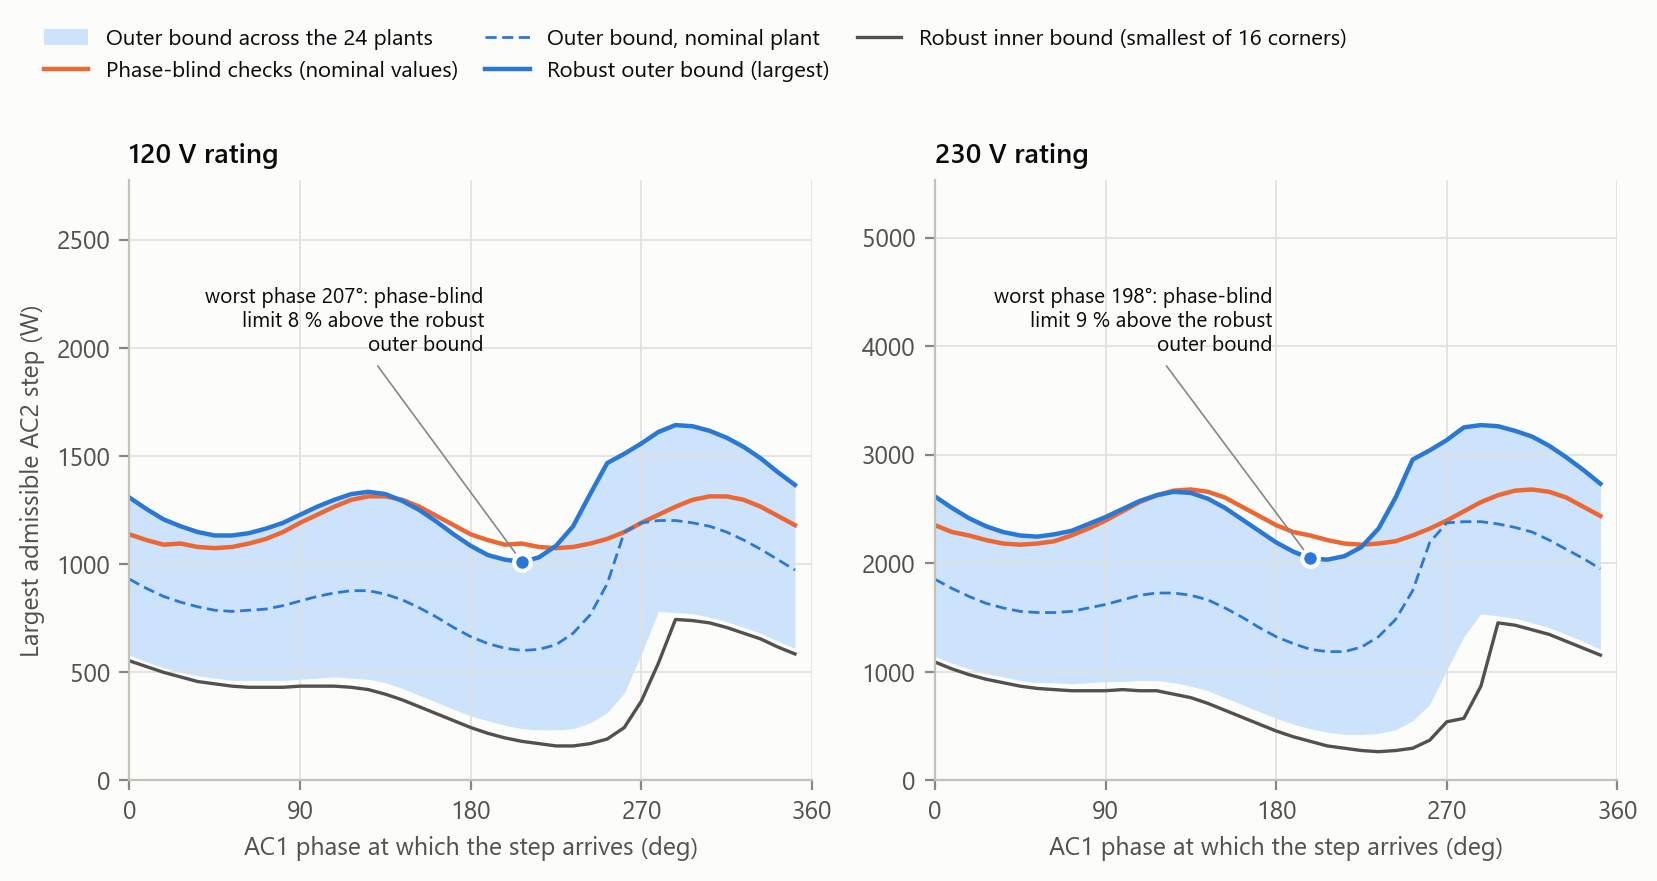 Outer bound across the 24 plants
Outer bound, nominal plant
Robust inner bound (smallest of 16 corners)
Phase-blind checks (nominal values)
Robust outer bound (largest)
120 V rating
Largest admissible AC2 step (W)
2500
2000
1500
1000
500
0
worst phase 207°: phase-blind
limit 8 % above the robust
outer bound
0
90
180
270
360
AC1 phase at which the step arrives (deg)
230 V rating
5000
4000
3000
2000
1000
0
worst phase 198°: phase-blind
limit 9 % above the robust
outer bound
0
90
180
270
360
AC1 phase at which the step arrives (deg)